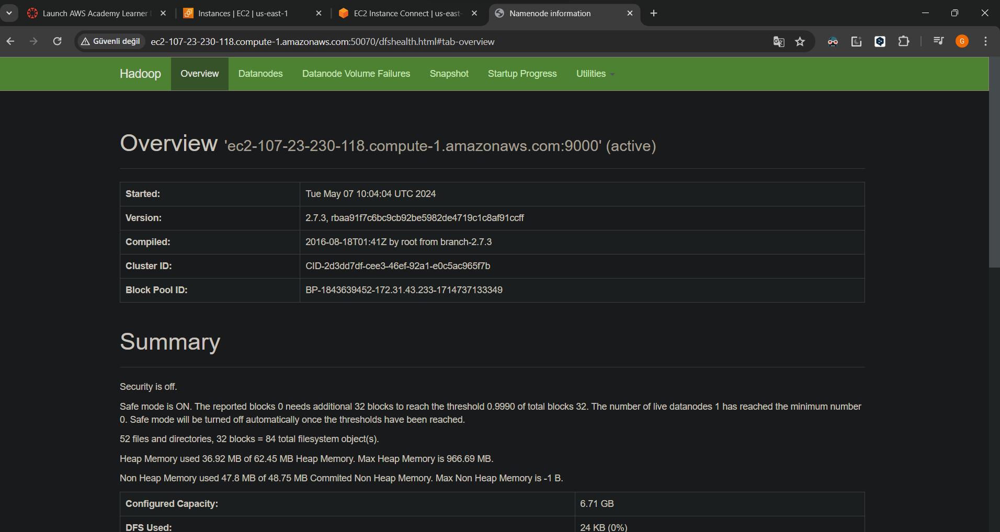 Launch AWS Academy Learner L
Instances | EC2 | us-east-1
EC2 Instance Connect | us-east-
Namenode information
Güvenli değil
ec2-107-23-230-118.compute-1.amazonaws.com:50070/dfshealth.html#tab-overview
G
Hadoop
Overview
Datanodes
Datanode Volume Failures
Snapshot
Startup Progress
Utilities
Overview 'ec2-107-23-230-118.compute-1.amazonaws.com:9000' (active)
Started: Tue May 07 10:04:04 UTC 2024
Version: 2.7.3, rbaa91f7c6bc9cb92be5982de4719c1c8af91ccff
Compiled: 2016-08-18T01:41Z by root from branch-2.7.3
Cluster ID: CID-2d3dd7df-cee3-46ef-92a1-e0c5ac965f7b
Block Pool ID: BP-1843639452-172.31.43.233-1714737133349
Summary
Security is off.
Safe mode is ON. The reported blocks 0 needs additional 32 blocks to reach the threshold 0.9990 of total blocks 32. The number of live datanodes 1 has reached the minimum number
0. Safe mode will be turned off automatically once the thresholds have been reached.
52 files and directories, 32 blocks = 84 total filesystem object(s).
Heap Memory used 36.92 MB of 62.45 MB Heap Memory. Max Heap Memory is 966.69 MB.
Non Heap Memory used 47.8 MB of 48.75 MB Commited Non Heap Memory. Max Non Heap Memory is -1 B.
Configured Capacity: 6.71 GB
DFS Used: 24 KB (0%)